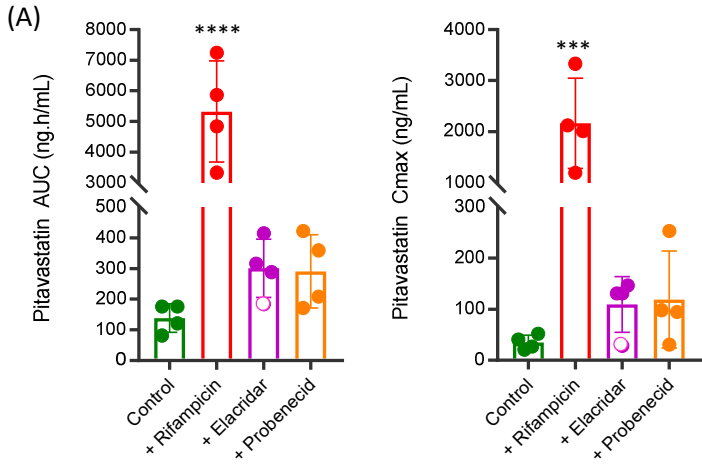 (A)
Pitavastatin AUC (ng.h/mL)
8000
7000
6000
5000
4000
3000
500
400
300
200
100
0
****
Control
+ Rifampicin
+ Elacridar
+ Probenecid
Pitavastatin Cmax (ng/mL)
4000
3000
2000
1000
300
200
100
0
***
Control
+ Rifampicin
+ Elacridar
+ Probenecid